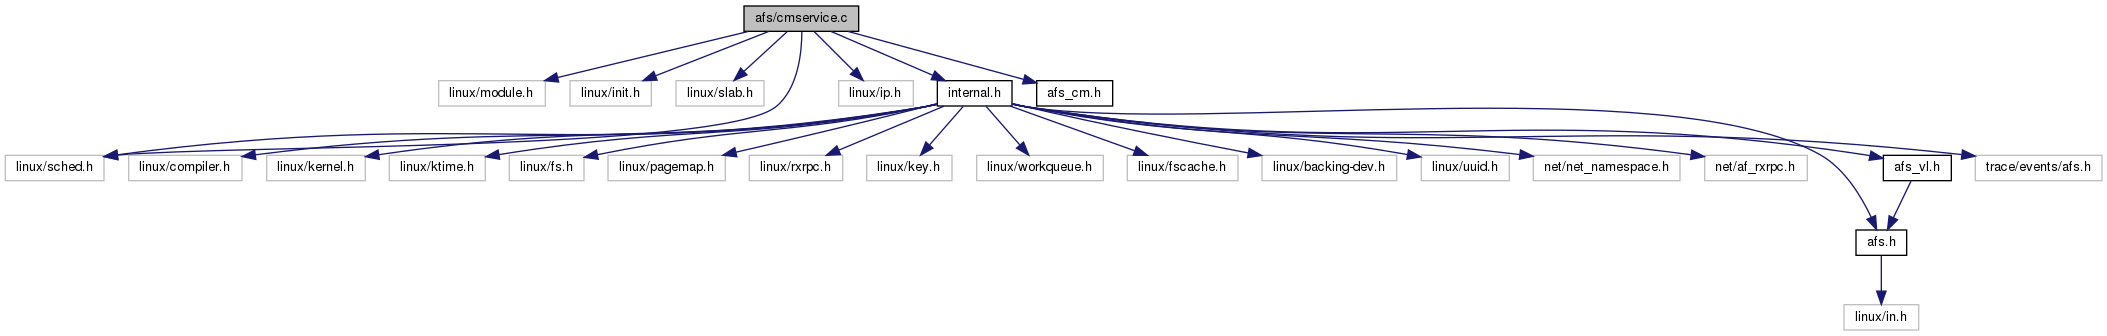 afs/cmservice.c
linux/module.h
linux/init.h
linux/slab.h
linux/ip.h
internal.h
afs_cm.h
linux/sched.h
linux/compiler.h
linux/kernel.h
linux/ktime.h
linux/fs.h
linux/pagemap.h
linux/rxrpc.h
linux/key.h
linux/workqueue.h
linux/fscache.h
linux/backing-dev.h
linux/uuid.h
net/net_namespace.h
net/af_rxrpc.h
afs_vl.h
trace/events/afs.h
afs.h
linux/in.h